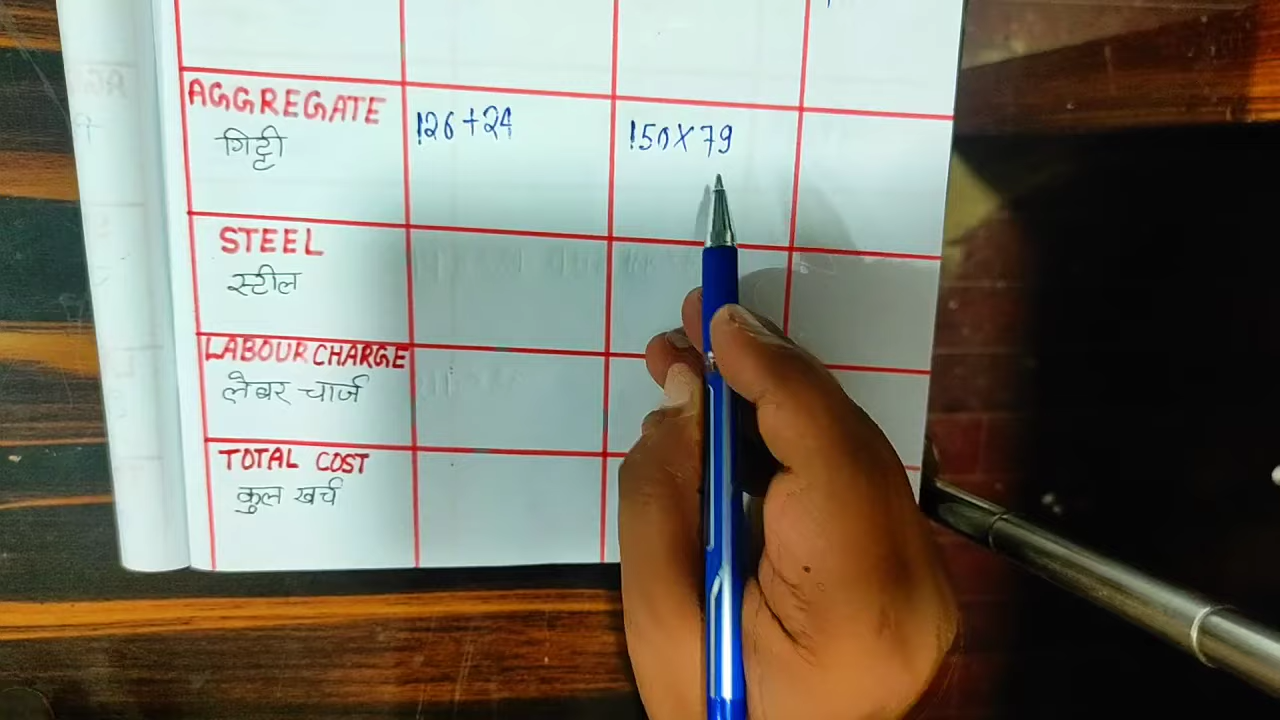 AGGREGATE
गिट्टी
126+24
150X79
STEEL
स्टील
LABOUR CHARGE
लेबर चार्ज
TOTAL COST
कुल खर्च